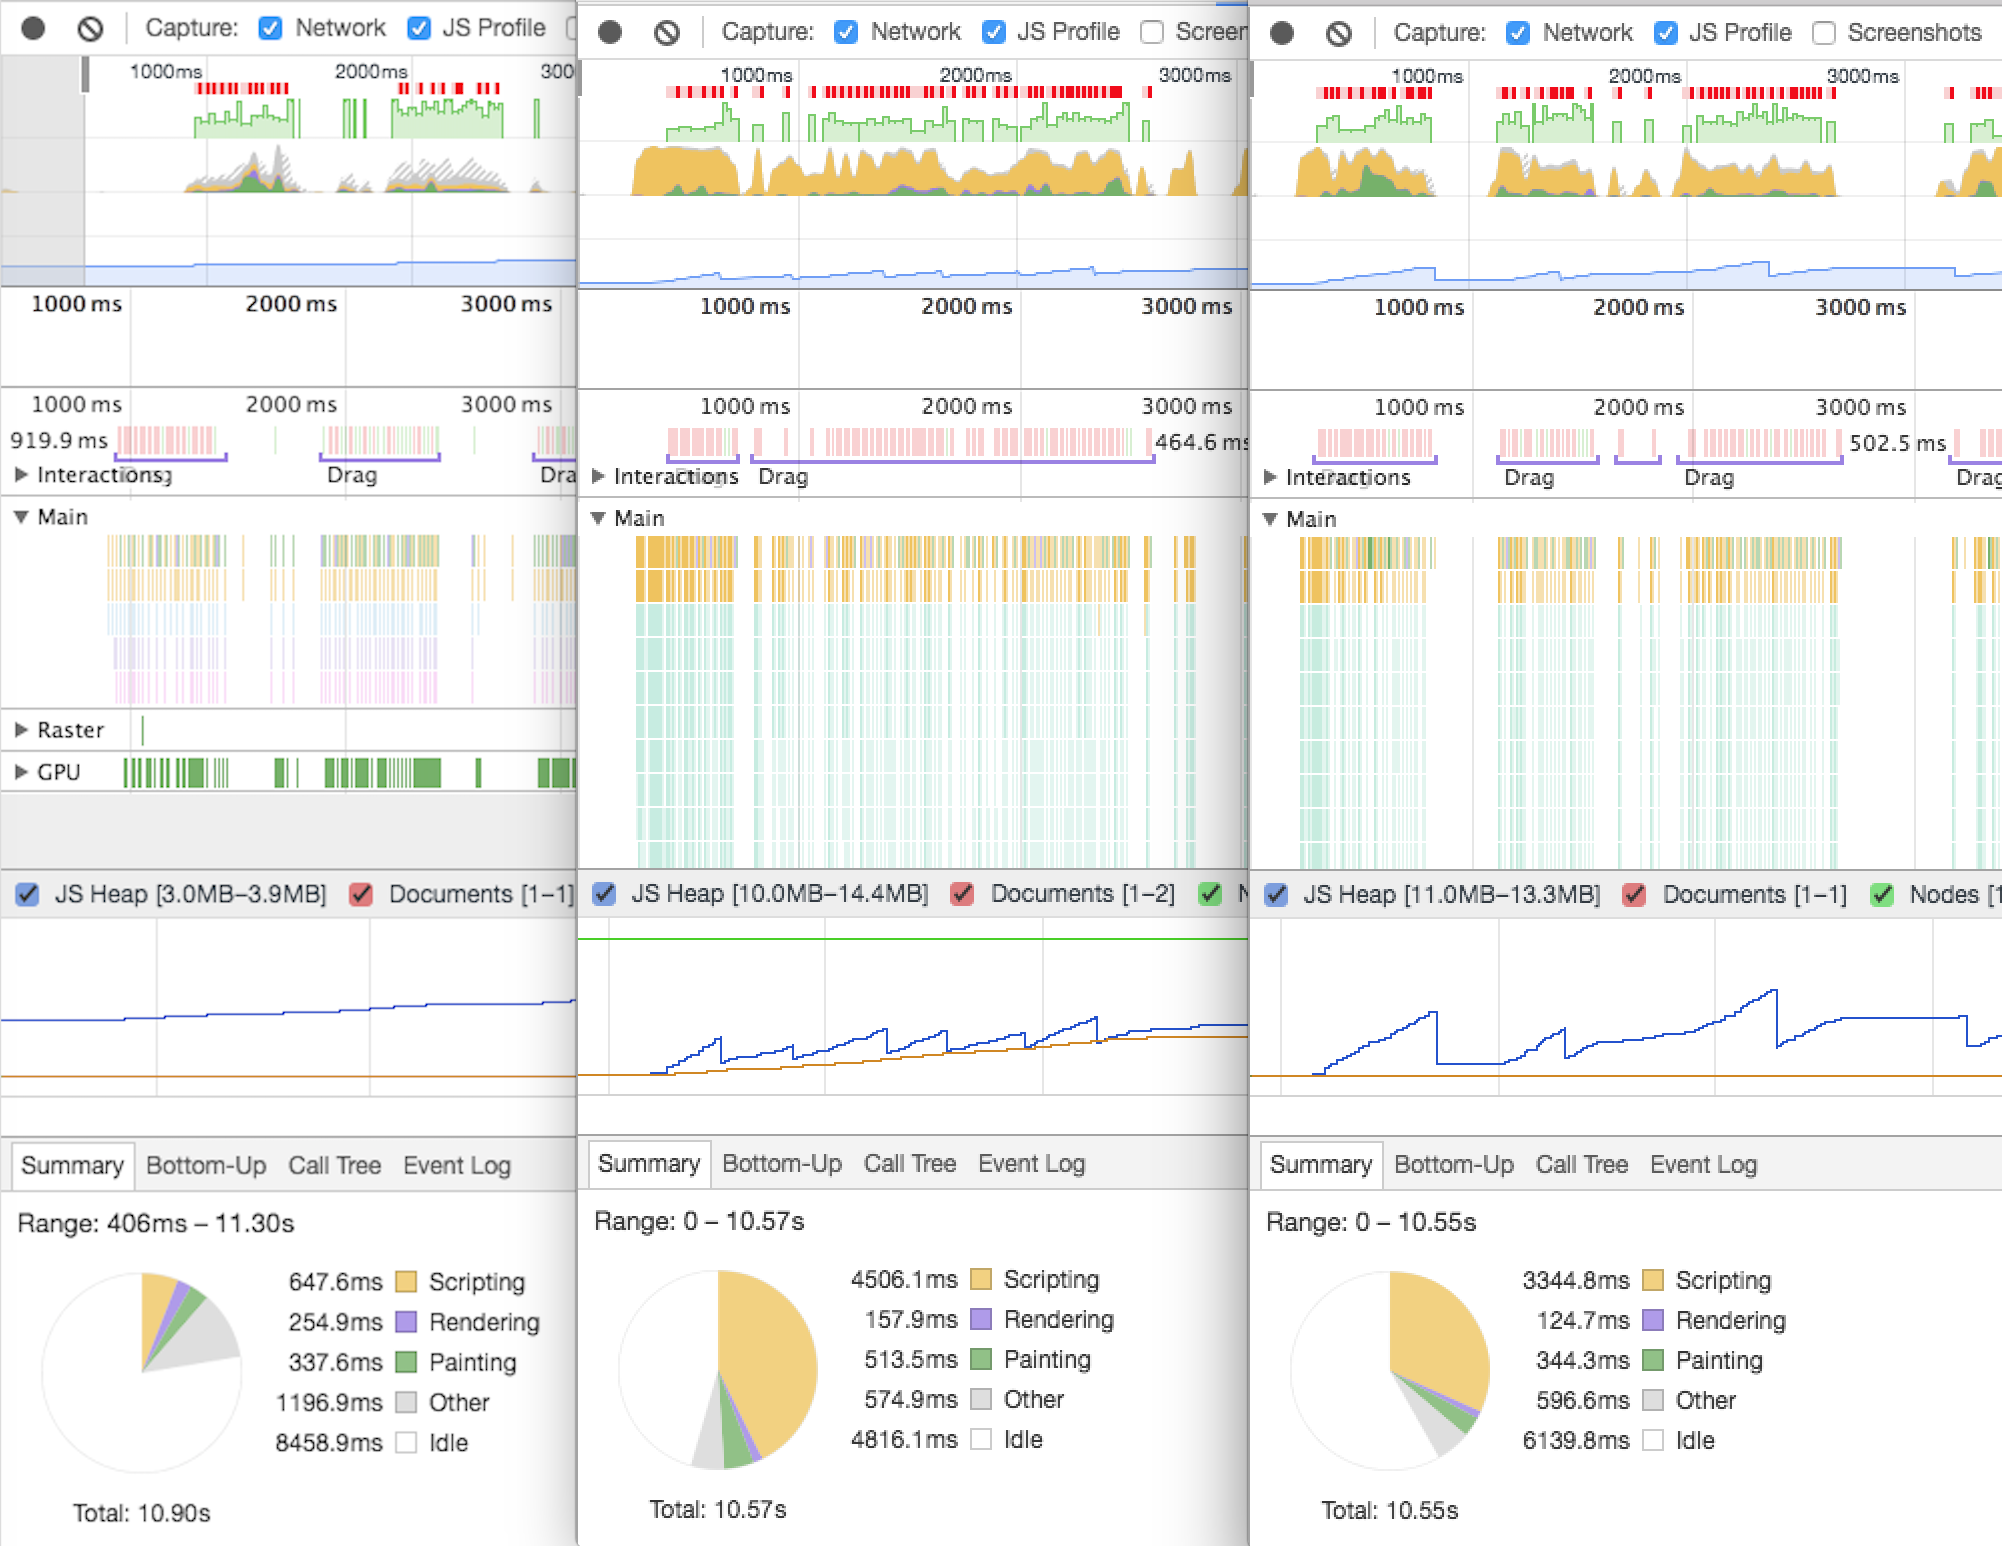 Capture: Network JS Profile
1000ms 2000ms
1000 ms 2000 ms 3000 ms
1000 ms 2000 ms 3000 ms
919.9 ms
Interactions
Drag
Main
Raster
GPU
JS Heap [3.0MB–3.9MB] Documents [1–1]
Summary Bottom-Up Call Tree Event Log
Range: 406ms – 11.30s
647.6ms Scripting
254.9ms Rendering
337.6ms Painting
1196.9ms Other
8458.9ms Idle
Total: 10.90s
Capture: Network JS Profile
1000ms 2000ms 3000ms
1000 ms 2000 ms 3000 ms
1000 ms 2000 ms 3000 ms
464.6 ms
Interactions Drag
Main
JS Heap [10.0MB–14.4MB] Documents [1–2]
Summary Bottom-Up Call Tree Event Log
Range: 0 – 10.57s
4506.1ms Scripting
157.9ms Rendering
513.5ms Painting
574.9ms Other
4816.1ms Idle
Total: 10.57s
Capture: Network JS Profile Screenshots
1000ms 2000ms 3000ms
1000 ms 2000 ms 3000 ms
1000 ms 2000 ms 3000 ms
502.5 ms
Interactions Drag Drag Drag
Main
JS Heap [11.0MB–13.3MB] Documents [1–1] Nodes [1
Summary Bottom-Up Call Tree Event Log
Range: 0 – 10.55s
3344.8ms Scripting
124.7ms Rendering
344.3ms Painting
596.6ms Other
6139.8ms Idle
Total: 10.55s